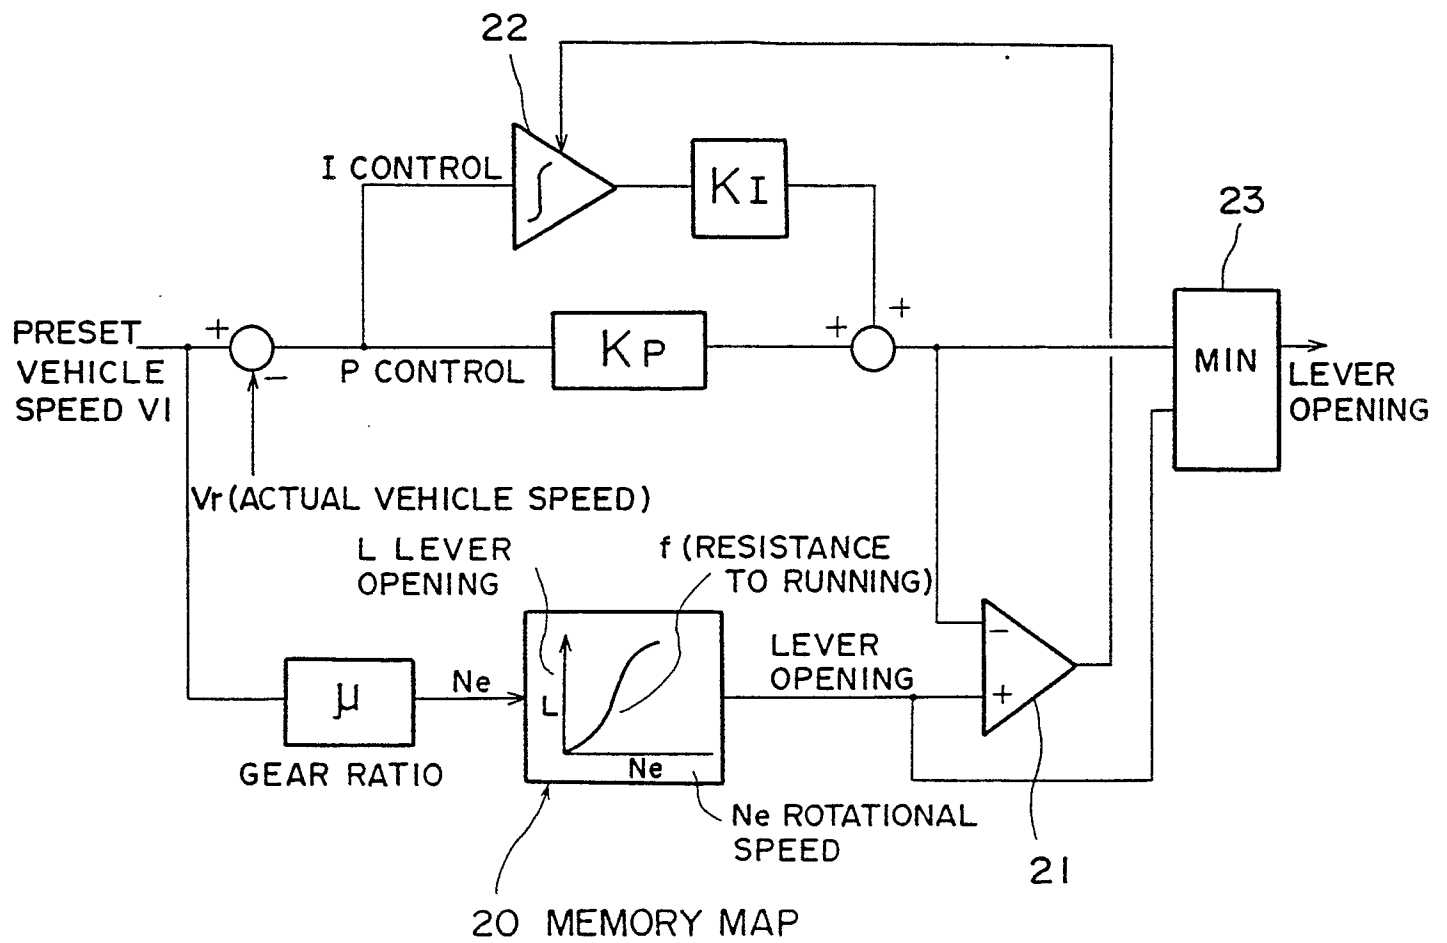 22
I CONTROL
∫
KI
23
+
+
PRESET
VEHICLE
SPEED VI
+
−
P CONTROL
KP
MIN
LEVER
OPENING
Vr (ACTUAL VEHICLE SPEED)
L LEVER
OPENING
f (RESISTANCE
TO RUNNING)
−
LEVER
OPENING
+
μ
Ne
L
Ne
GEAR RATIO
Ne ROTATIONAL
SPEED
21
20 MEMORY MAP